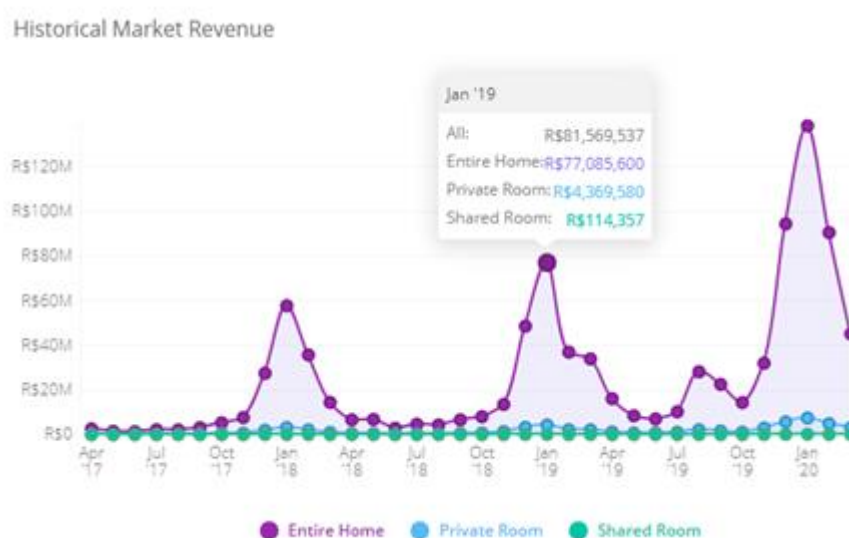 Historical Market Revenue
Jan '19
All: R$81,569,537
Entire Home: R$77,085,600
Private Room: R$4,369,580
Shared Room: R$114,357
R$120M
R$100M
R$80M
R$60M
R$40M
R$20M
R$0
Apr '17
Jul '17
Oct '17
Jan '18
Apr '18
Jul '18
Oct '18
Jan '19
Apr '19
Jul '19
Oct '19
Jan '20
Entire Home
Private Room
Shared Room